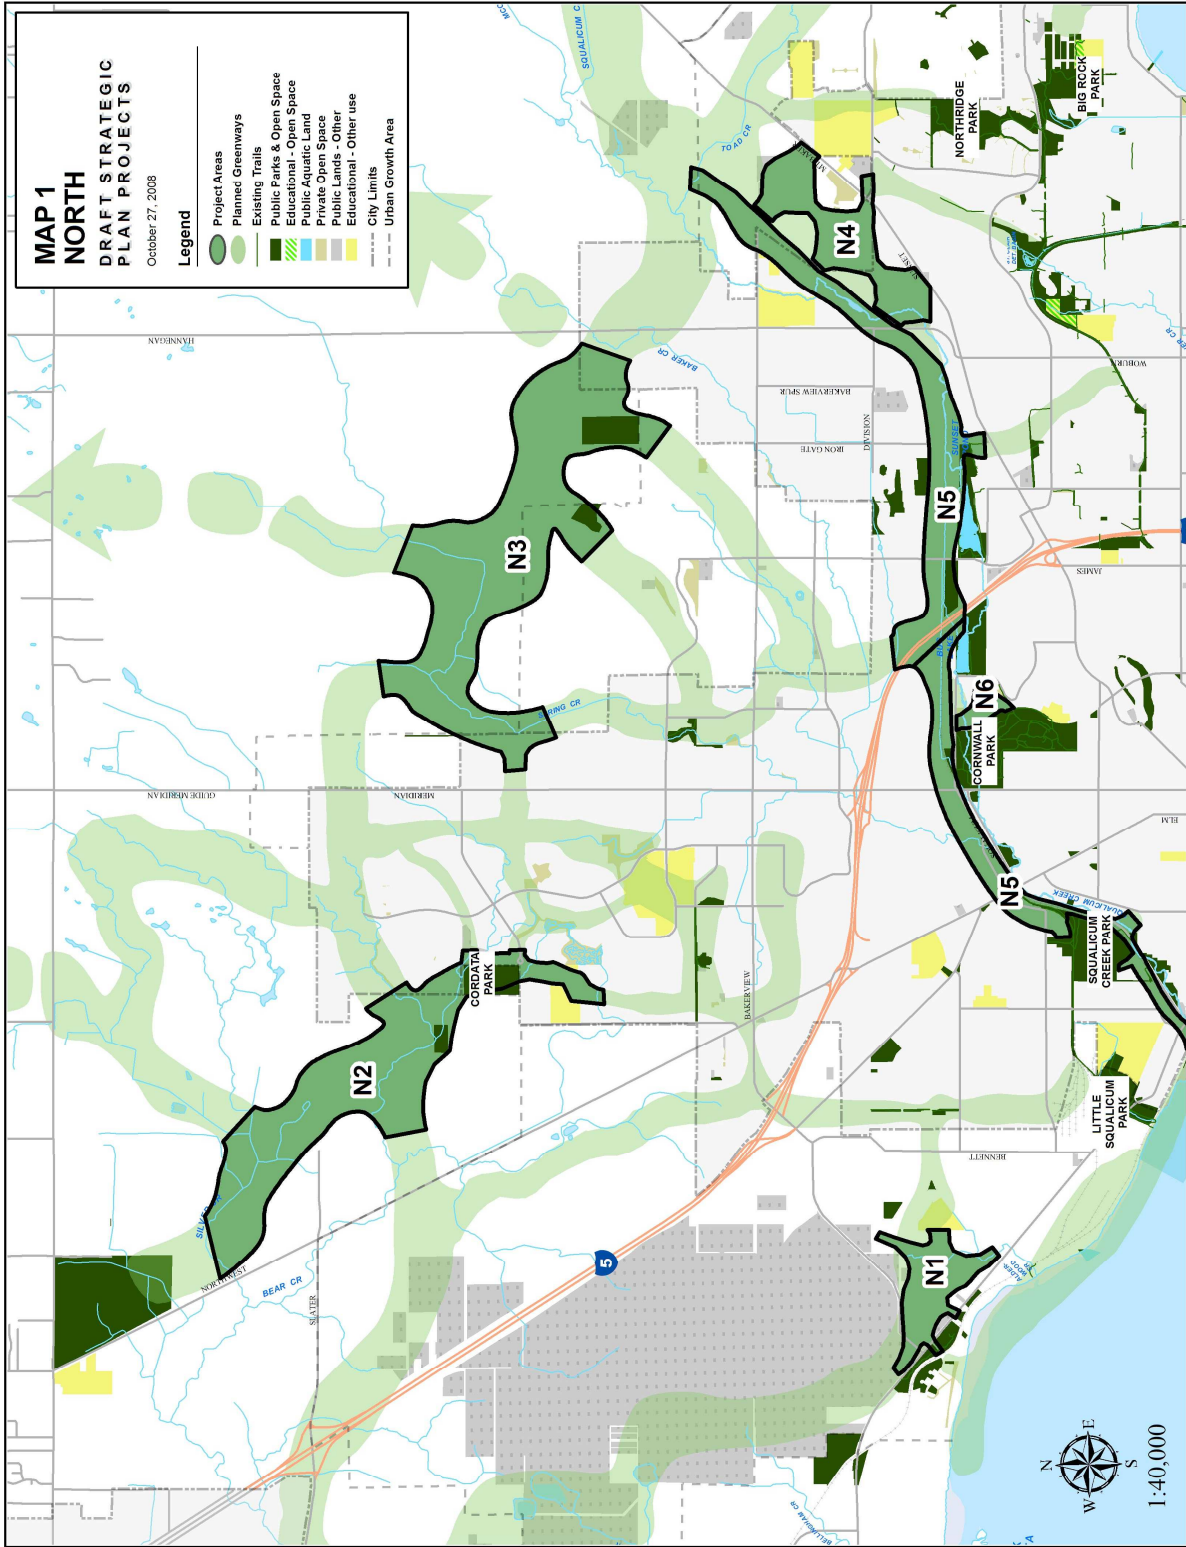 MAP 1
NORTH
DRAFT STRATEGIC
PLAN PROJECTS
October 27, 2008
Legend
Project Areas
Planned Greenways
Existing Trails
Public Parks & Open Space
Educational - Open Space
Public Aquatic Land
Private Open Space
Public Lands - Other
Educational - Other use
City Limits
Urban Growth Area
SQUALICUM C
TOAD CR
HANNEGAN
BAKER CR
NORTHRIDGE
PARK
BIG ROCK
PARK
N4
SUNSET
WOBURN
BAKERVIEW SPUR
IRON GATE
DIVISION
N3
N5
JAMES
SPRING CR
N6
CORNWALL
PARK
GUIDE MERIDIAN
MERIDIAN
ELM
N5
SQUALICUM CREEK
SQUALICUM
CREEK PARK
CORDATA
PARK
BAKERVIEW
N2
LITTLE
SQUALICUM
PARK
BENNETT
SILVER CR
NORTHWEST
BEAR CR
SLATER
5
N1
ALDER-
WOOD
CR
BELLINGHAM CR
N
W
E
S
1:40,000